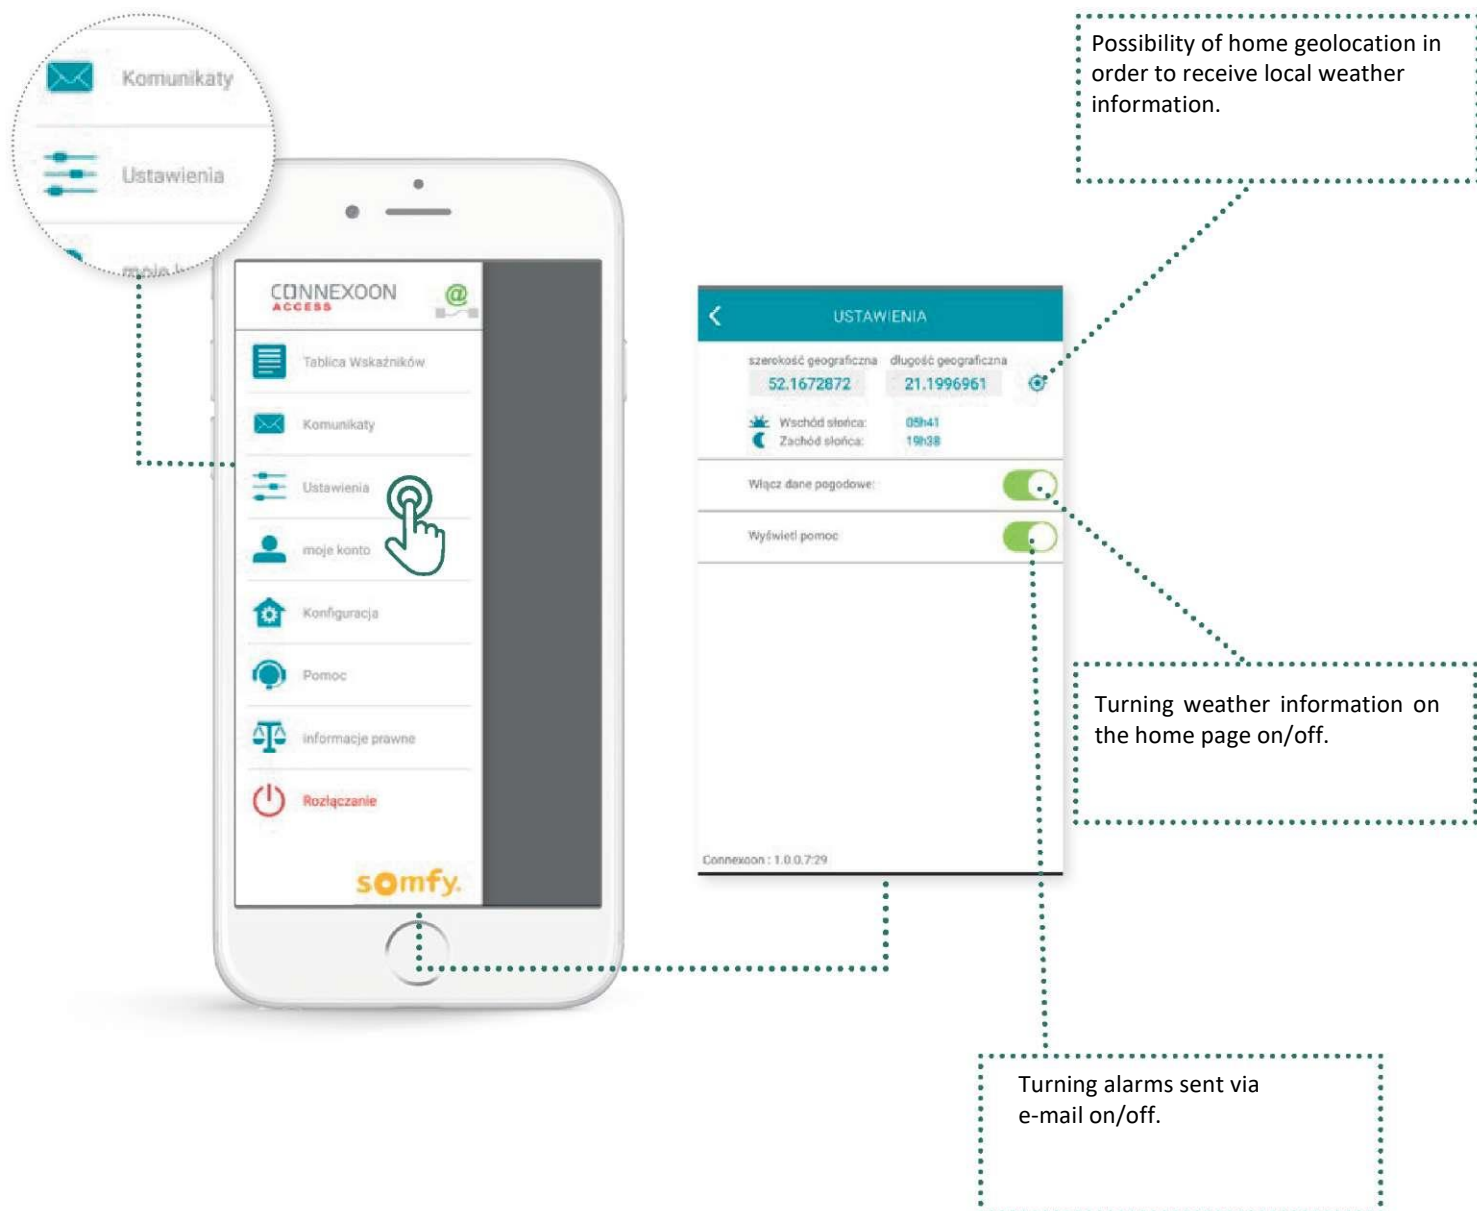 Komunikaty
Ustawienia
Possibility of home geolocation in
order to receive local weather
information.
CONNEXOON
ACCESS
@
Tablica Wskaźników
Komunikaty
Ustawienia
moje konto
Konfiguracja
Pomoc
informacje prawne
Rozłączanie
somfy.
USTAWIENIA
szerokość geograficzna długość geograficzna
52.1672872 21.1996961
Wschód słońca: 05h41
Zachód słońca: 19h38
Włącz dane pogodowe:
Wyświetl pomoc
Connexoon : 1.0.0.7:29
Turning weather information on
the home page on/off.
Turning alarms sent via
e-mail on/off.